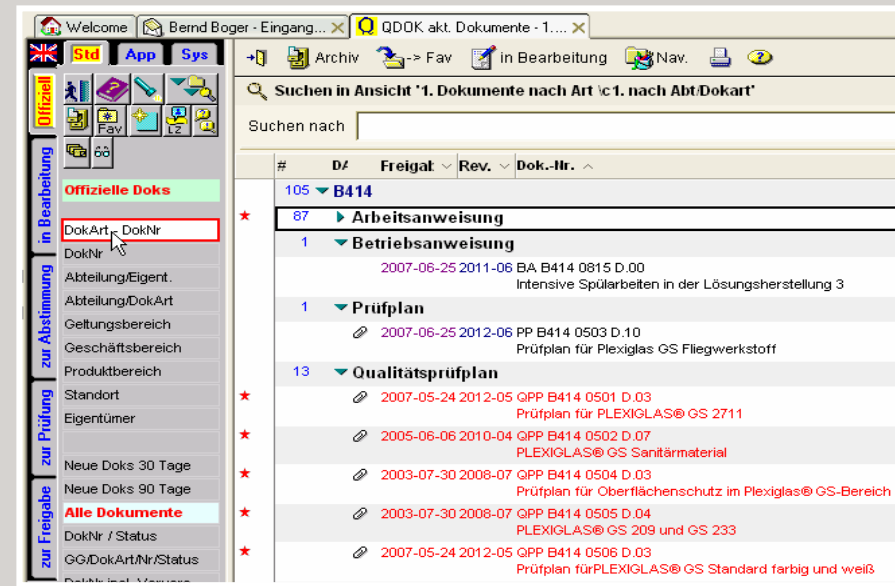 Welcome Bernd Boger - Eingang... QDOK akt. Dokumente - 1....
Std App Sys
Archiv -> Fav in Bearbeitung Nav.
Suchen in Ansicht '1. Dokumente nach Art \c1. nach Abt/Dokart'
Suchen nach
Fav LZ
Offiziell
in Bearbeitung
zur Abstimmung
zur Prüfung
zur Freigabe
Offizielle Doks
DokArt - DokNr
DokNr
Abteilung/Eigent.
Abteilung/DokArt
Geltungsbereich
Geschäftsbereich
Produktbereich
Standort
Eigentümer
Neue Doks 30 Tage
Neue Doks 90 Tage
Alle Dokumente
DokNr / Status
GG/DokArt/Nr/Status
# Rev. Dok.-Nr.
105 B414
87 Arbeitsanweisung
1 Betriebsanweisung
2007-06-25 2011-06 BA B414 0815 D.00
Intensive Spülarbeiten in der Lösungsherstellung 3
1 Prüfplan
2007-06-25 2012-06 PP B414 0503 D.10
Prüfplan für Plexiglas GS Fliegwerkstoff
13 Qualitätsprüfplan
2007-05-24 2012-05 QPP B414 0501 D.03
Prüfplan für PLEXIGLAS® GS 2711
2005-06-06 2010-04 QPP B414 0502 D.07
PLEXIGLAS® GS Sanitärmaterial
2003-07-30 2008-07 QPP B414 0504 D.03
Prüfplan für Oberflächenschutz im Plexiglas® GS-Bereich
2003-07-30 2008-07 QPP B414 0505 D.04
PLEXIGLAS® GS 209 und GS 233
2007-05-24 2012-05 QPP B414 0506 D.03
Prüfplan fürPLEXIGLAS® GS Standard farbig und weiß